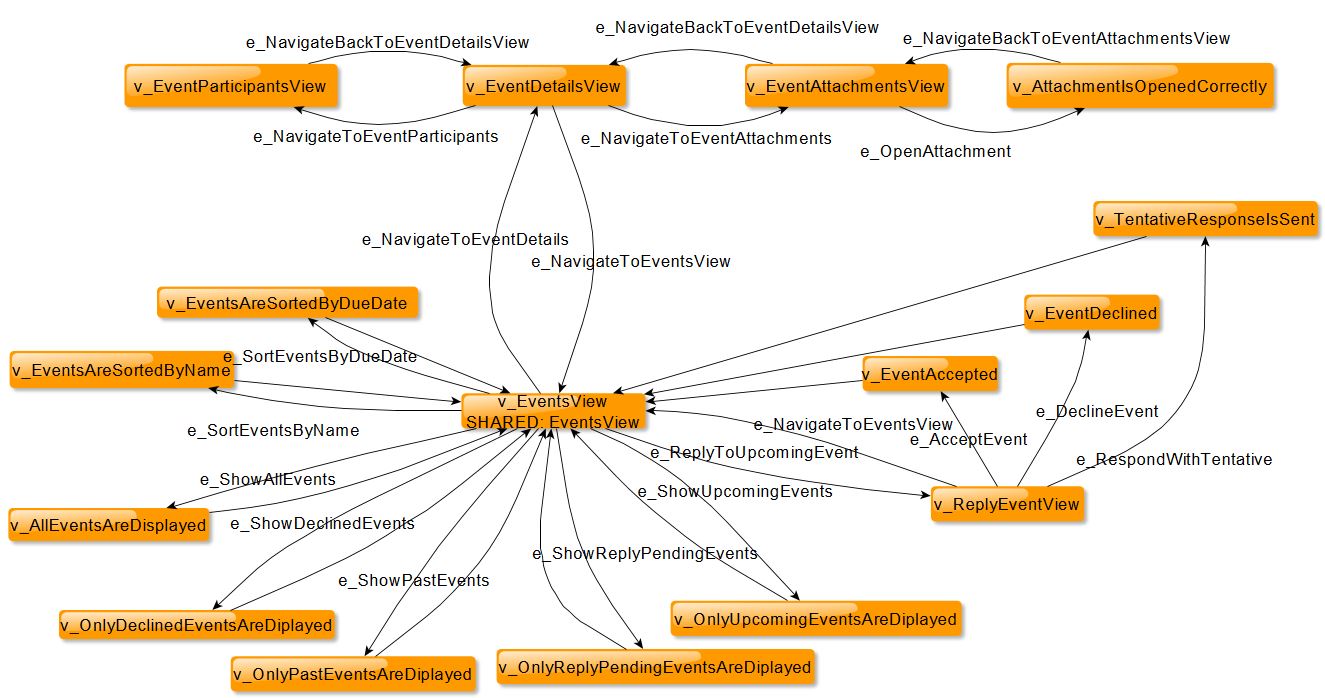 e_NavigateBackToEventDetailsView
e_NavigateBackToEventDetailsView
e_NavigateBackToEventAttachmentsView
v_EventParticipantsView
v_EventDetailsView
v_EventAttachmentsView
v_AttachmentIsOpenedCorrectly
e_NavigateToEventParticipants
e_NavigateToEventAttachments
e_OpenAttachment
v_TentativeResponseIsSent
e_NavigateToEventDetails
e_NavigateToEventsView
v_EventsAreSortedByDueDate
v_EventDeclined
e_SortEventsByDueDate
v_EventsAreSortedByName
v_EventAccepted
v_EventsView
SHARED: EventsView
e_DeclineEvent
e_NavigateToEventsView
e_SortEventsByName
e_AcceptEvent
e_ReplyToUpcomingEvent
e_RespondWithTentative
e_ShowAllEvents
e_ShowUpcomingEvents
v_ReplyEventView
v_AllEventsAreDisplayed
e_ShowDeclinedEvents
e_ShowReplyPendingEvents
e_ShowPastEvents
v_OnlyUpcomingEventsAreDiplayed
v_OnlyDeclinedEventsAreDiplayed
v_OnlyReplyPendingEventsAreDiplayed
v_OnlyPastEventsAreDiplayed